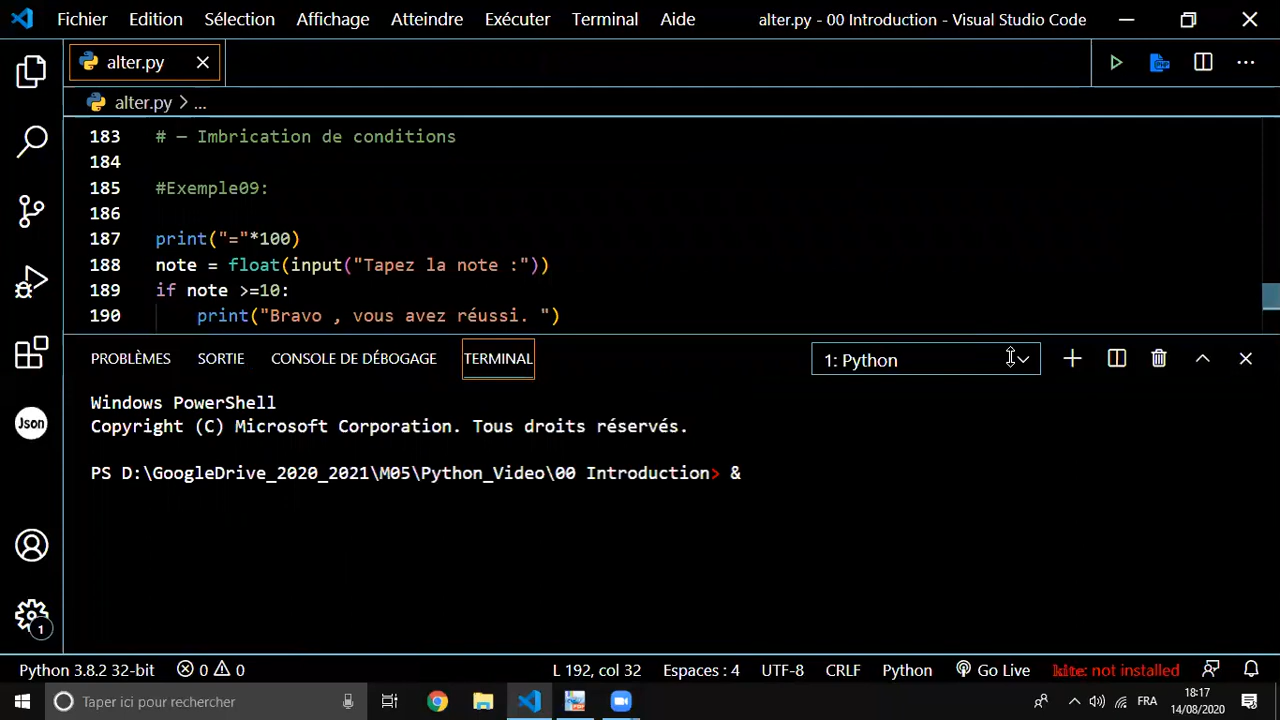 Fichier Edition Sélection Affichage Atteindre Exécuter Terminal Aide alter.py - 00 Introduction - Visual Studio Code
alter.py
alter.py > ...
183 # — Imbrication de conditions
184
185 #Exemple09:
186
187 print("="*100)
188 note = float(input("Tapez la note :"))
189 if note >=10:
190 print("Bravo , vous avez réussi. ")
PROBLÈMES SORTIE CONSOLE DE DÉBOGAGE TERMINAL 1: Python
Windows PowerShell
Copyright (C) Microsoft Corporation. Tous droits réservés.
PS D:\GoogleDrive_2020_2021\M05\Python_Video\00 Introduction> &
Json
1
Python 3.8.2 32-bit 0 0 L 192, col 32 Espaces : 4 UTF-8 CRLF Python Go Live kite: not installed
Taper ici pour rechercher FRA 18:17
14/08/2020